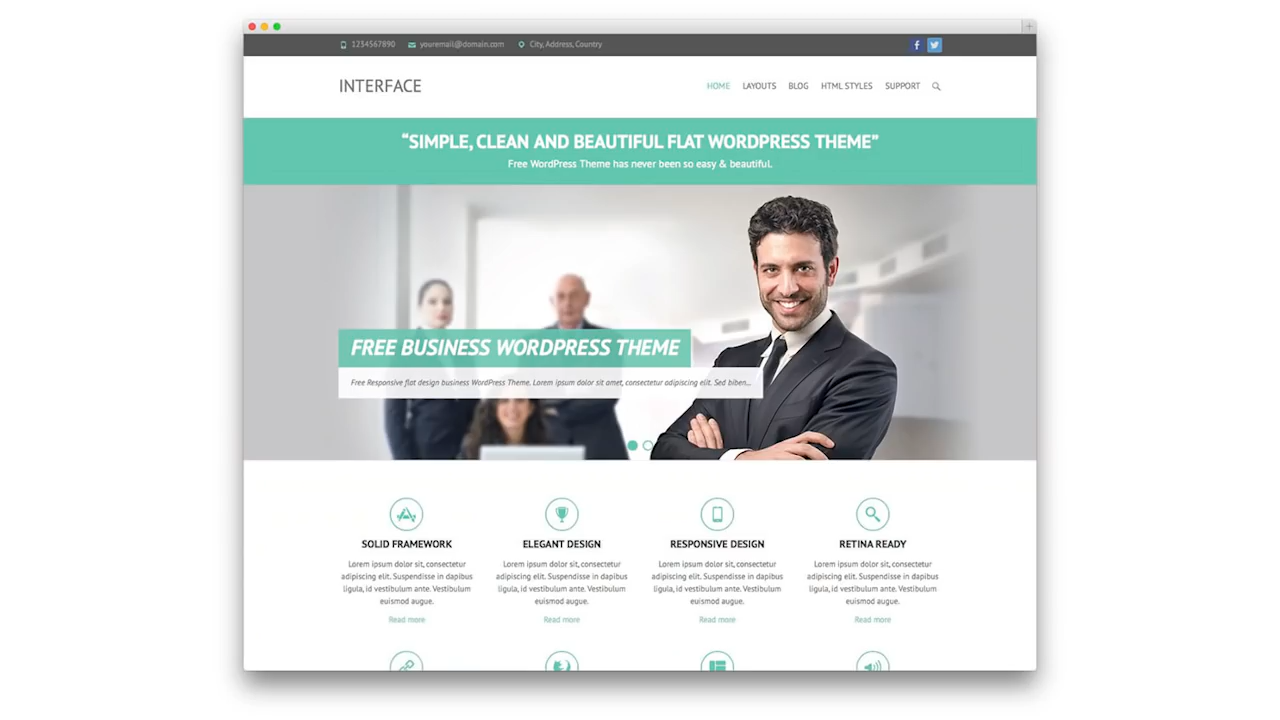 1234567890 youremail@domain.com City, Address, Country
INTERFACE HOME LAYOUTS BLOG HTML STYLES SUPPORT
“SIMPLE, CLEAN AND BEAUTIFUL FLAT WORDPRESS THEME”
Free WordPress Theme has never been so easy & beautiful.
FREE BUSINESS WORDPRESS THEME
Free Responsive flat design business WordPress Theme. Lorem ipsum dolor sit amet, consectetur adipiscing elit. Sed biben...
SOLID FRAMEWORK
Lorem ipsum dolor sit, consectetur
adipiscing elit. Suspendisse in dapibus
ligula, id vestibulum ante. Vestibulum
euismod augue.
Read more
ELEGANT DESIGN
Lorem ipsum dolor sit, consectetur
adipiscing elit. Suspendisse in dapibus
ligula, id vestibulum ante. Vestibulum
euismod augue.
Read more
RESPONSIVE DESIGN
Lorem ipsum dolor sit, consectetur
adipiscing elit. Suspendisse in dapibus
ligula, id vestibulum ante. Vestibulum
euismod augue.
Read more
RETINA READY
Lorem ipsum dolor sit, consectetur
adipiscing elit. Suspendisse in dapibus
ligula, id vestibulum ante. Vestibulum
euismod augue.
Read more